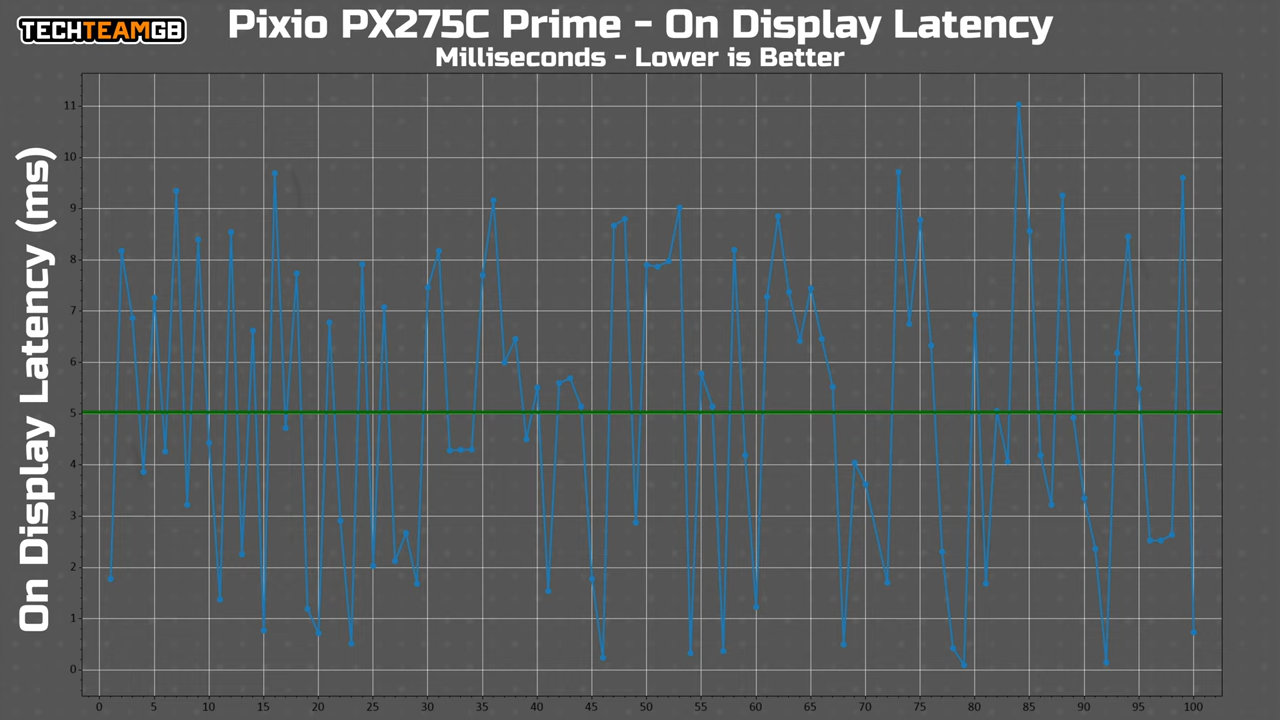 TECHTEAMGB
Pixio PX275C Prime - On Display Latency
Milliseconds - Lower is Better
On Display Latency (ms)
11
10
9
8
7
6
5
4
3
2
1
0
0 5 10 15 20 25 30 35 40 45 50 55 60 65 70 75 80 85 90 95 100